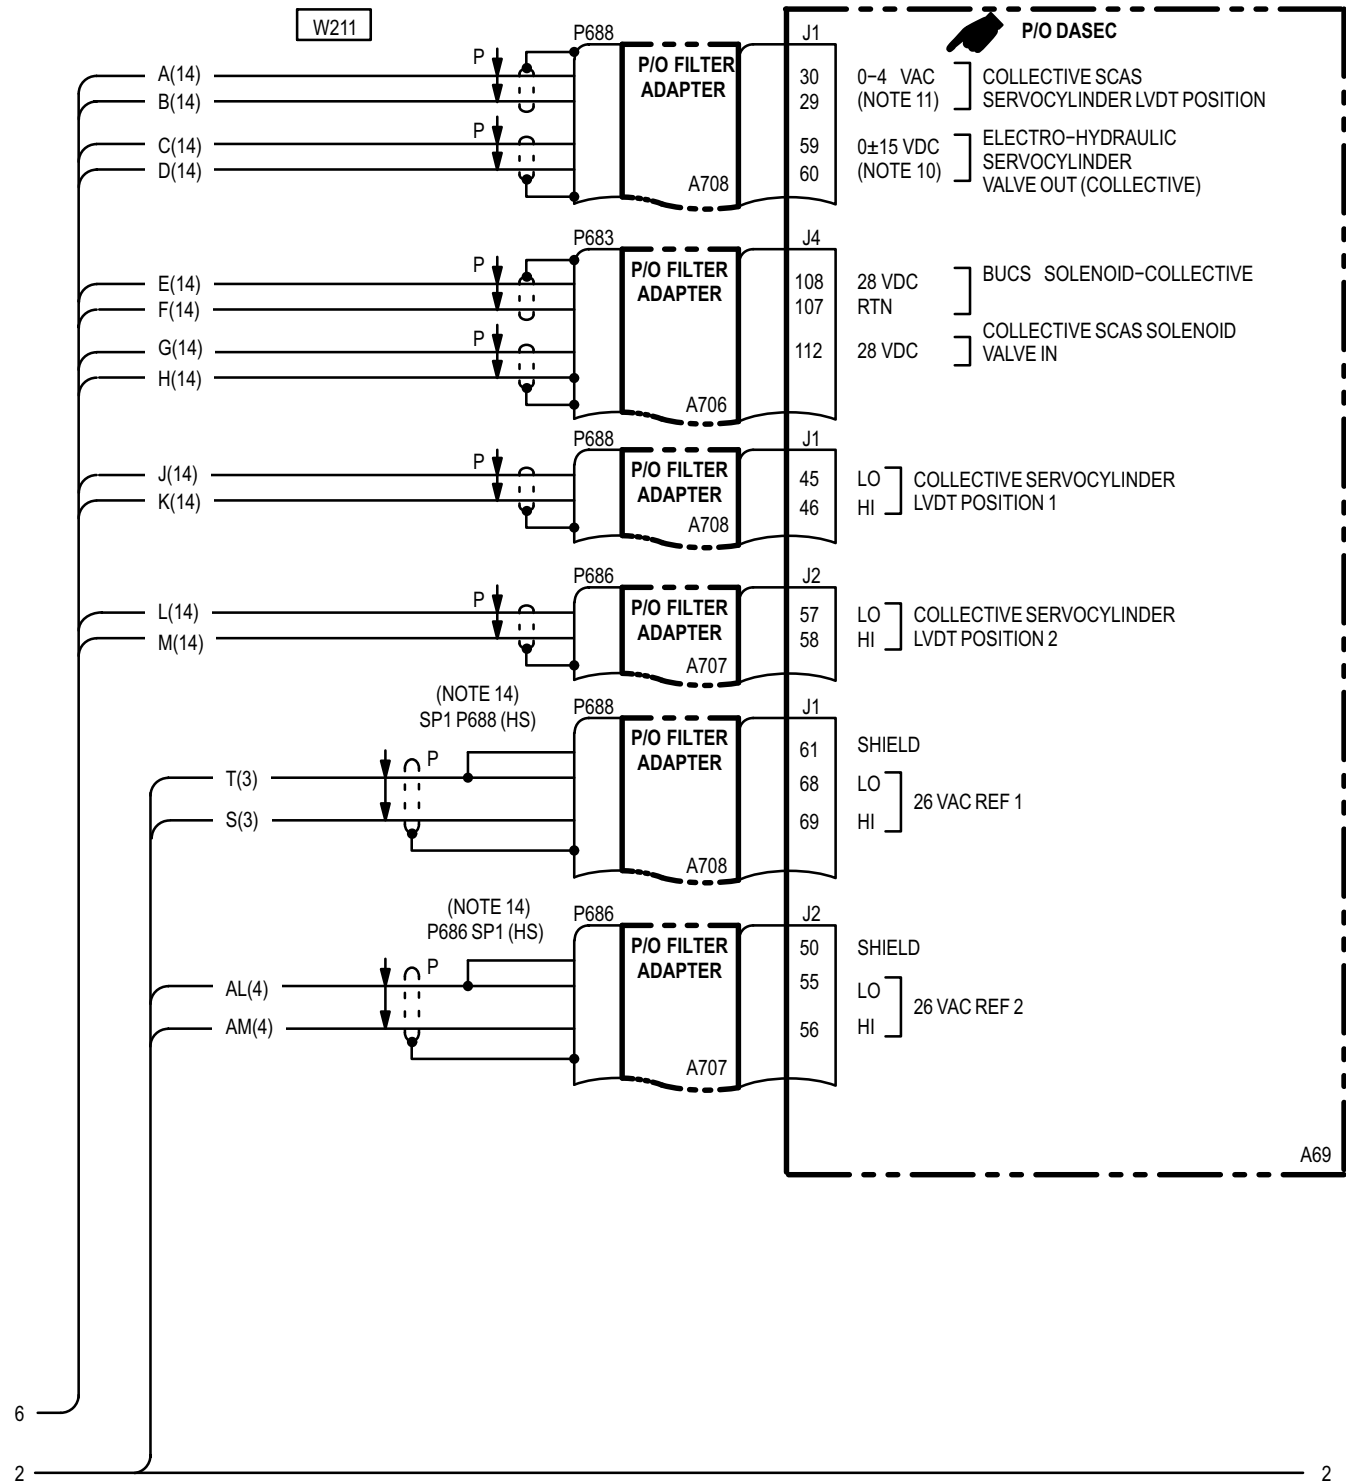 W211
P/O DASEC
P688
J1
A(14)
P
P/O FILTER
ADAPTER
30
0−4 VAC
COLLECTIVE SCAS
B(14)
29
(NOTE 11)
SERVOCYLINDER LVDT POSITION
C(14)
P
59
0±15 VDC
ELECTRO−HYDRAULIC
SERVOCYLINDER
D(14)
60
(NOTE 10)
VALVE OUT (COLLECTIVE)
A708
P683
J4
E(14)
P
P/O FILTER
ADAPTER
108
28 VDC
BUCS SOLENOID−COLLECTIVE
F(14)
107
RTN
G(14)
P
112
28 VDC
COLLECTIVE SCAS SOLENOID
VALVE IN
H(14)
A706
P688
J1
J(14)
P
P/O FILTER
ADAPTER
45
LO
COLLECTIVE SERVOCYLINDER
K(14)
46
HI
LVDT POSITION 1
A708
P686
J2
L(14)
P
P/O FILTER
ADAPTER
57
LO
COLLECTIVE SERVOCYLINDER
M(14)
58
HI
LVDT POSITION 2
A707
(NOTE 14)
SP1 P688 (HS)
P688
J1
P
P/O FILTER
ADAPTER
61
SHIELD
T(3)
68
LO
26 VAC REF 1
S(3)
69
HI
A708
(NOTE 14)
P686 SP1 (HS)
P686
J2
P
P/O FILTER
ADAPTER
50
SHIELD
AL(4)
55
LO
26 VAC REF 2
AM(4)
56
HI
A707
A69
6
2
2